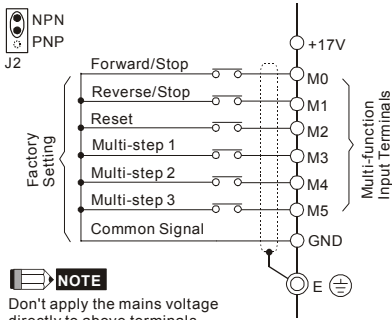 NPN
PNP
J2
+17V
Forward/Stop
M0
Reverse/Stop
M1
Reset
M2
Multi-step 1
M3
Multi-step 2
M4
Multi-step 3
M5
Common Signal
GND
Factory
Setting
Multi-function
Input Terminals
E
NOTE
Don't apply the mains voltage
directly to above terminals.